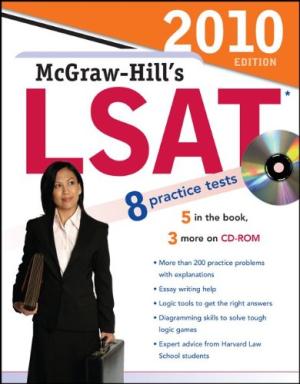 2010
EDITION
McGraw-Hill's
LSAT*
8 practice tests
5 in the book,
3 more on CD-ROM
• More than 200 practice problems
with explanations
• Essay writing help
• Logic tools to get the right answers
• Diagramming skills to solve tough
logic games
• Expert advice from Harvard Law
School students